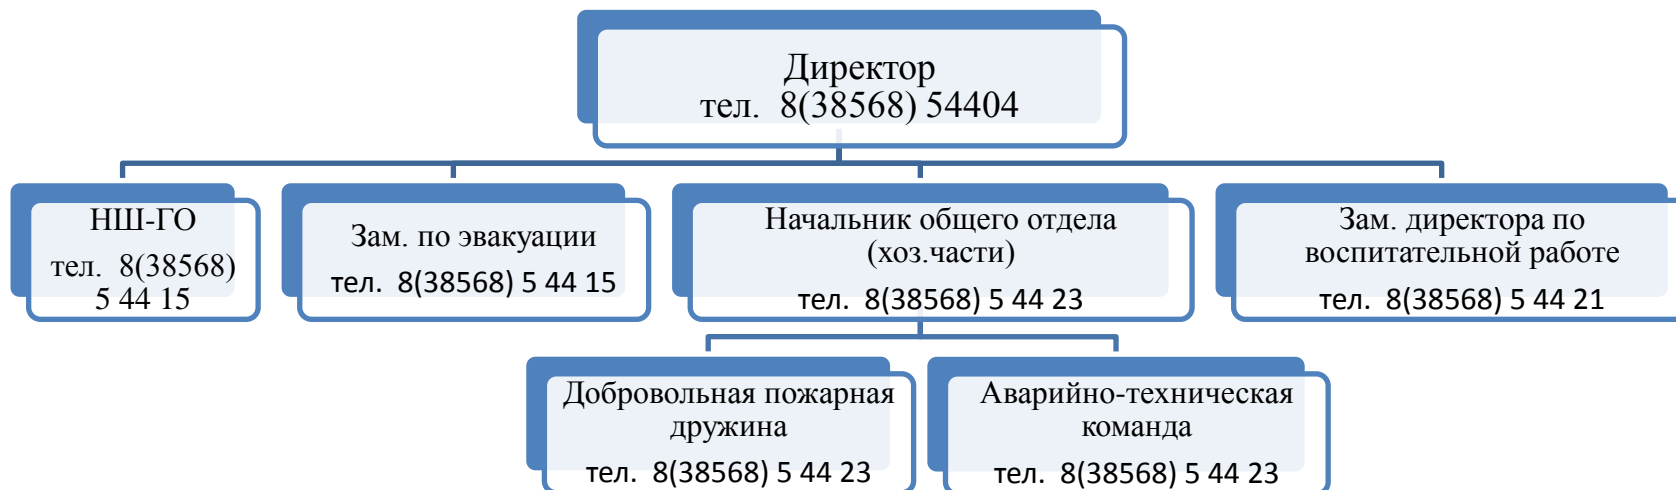 Директор
тел. 8(38568) 54404
НШ-ГО
тел. 8(38568)
5 44 15
Зам. по эвакуации
тел. 8(38568) 5 44 15
Начальник общего отдела
(хоз.части)
тел. 8(38568) 5 44 23
Зам. директора по
воспитательной работе
тел. 8(38568) 5 44 21
Добровольная пожарная
дружина
тел. 8(38568) 5 44 23
Аварийно-техническая
команда
тел. 8(38568) 5 44 23